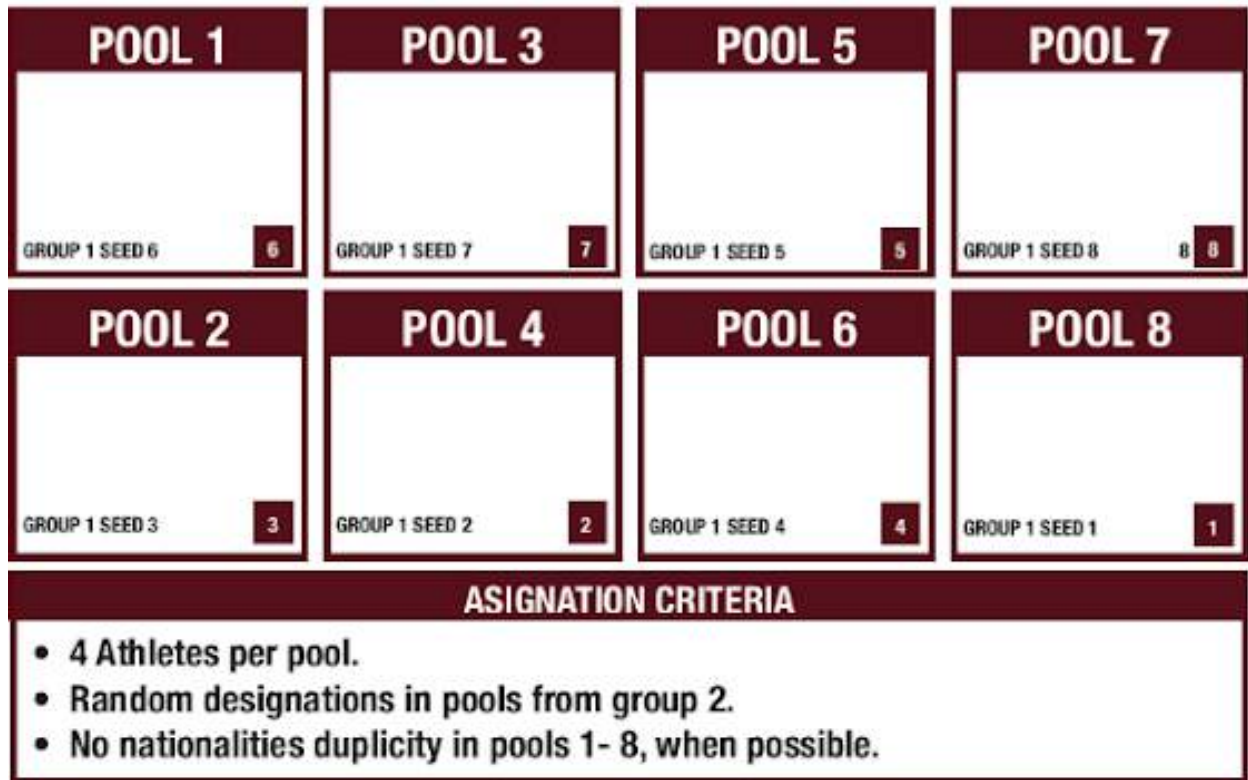 POOL 1
GROUP 1 SEED 6 6
POOL 3
GROUP 1 SEED 7 7
POOL 5
GROUP 1 SEED 5 5
POOL 7
GROUP 1 SEED 8 8 8
POOL 2
GROUP 1 SEED 3 3
POOL 4
GROUP 1 SEED 2 2
POOL 6
GROUP 1 SEED 4 4
POOL 8
GROUP 1 SEED 1 1
ASIGNATION CRITERIA
• 4 Athletes per pool.
• Random designations in pools from group 2.
• No nationalities duplicity in pools 1- 8, when possible.